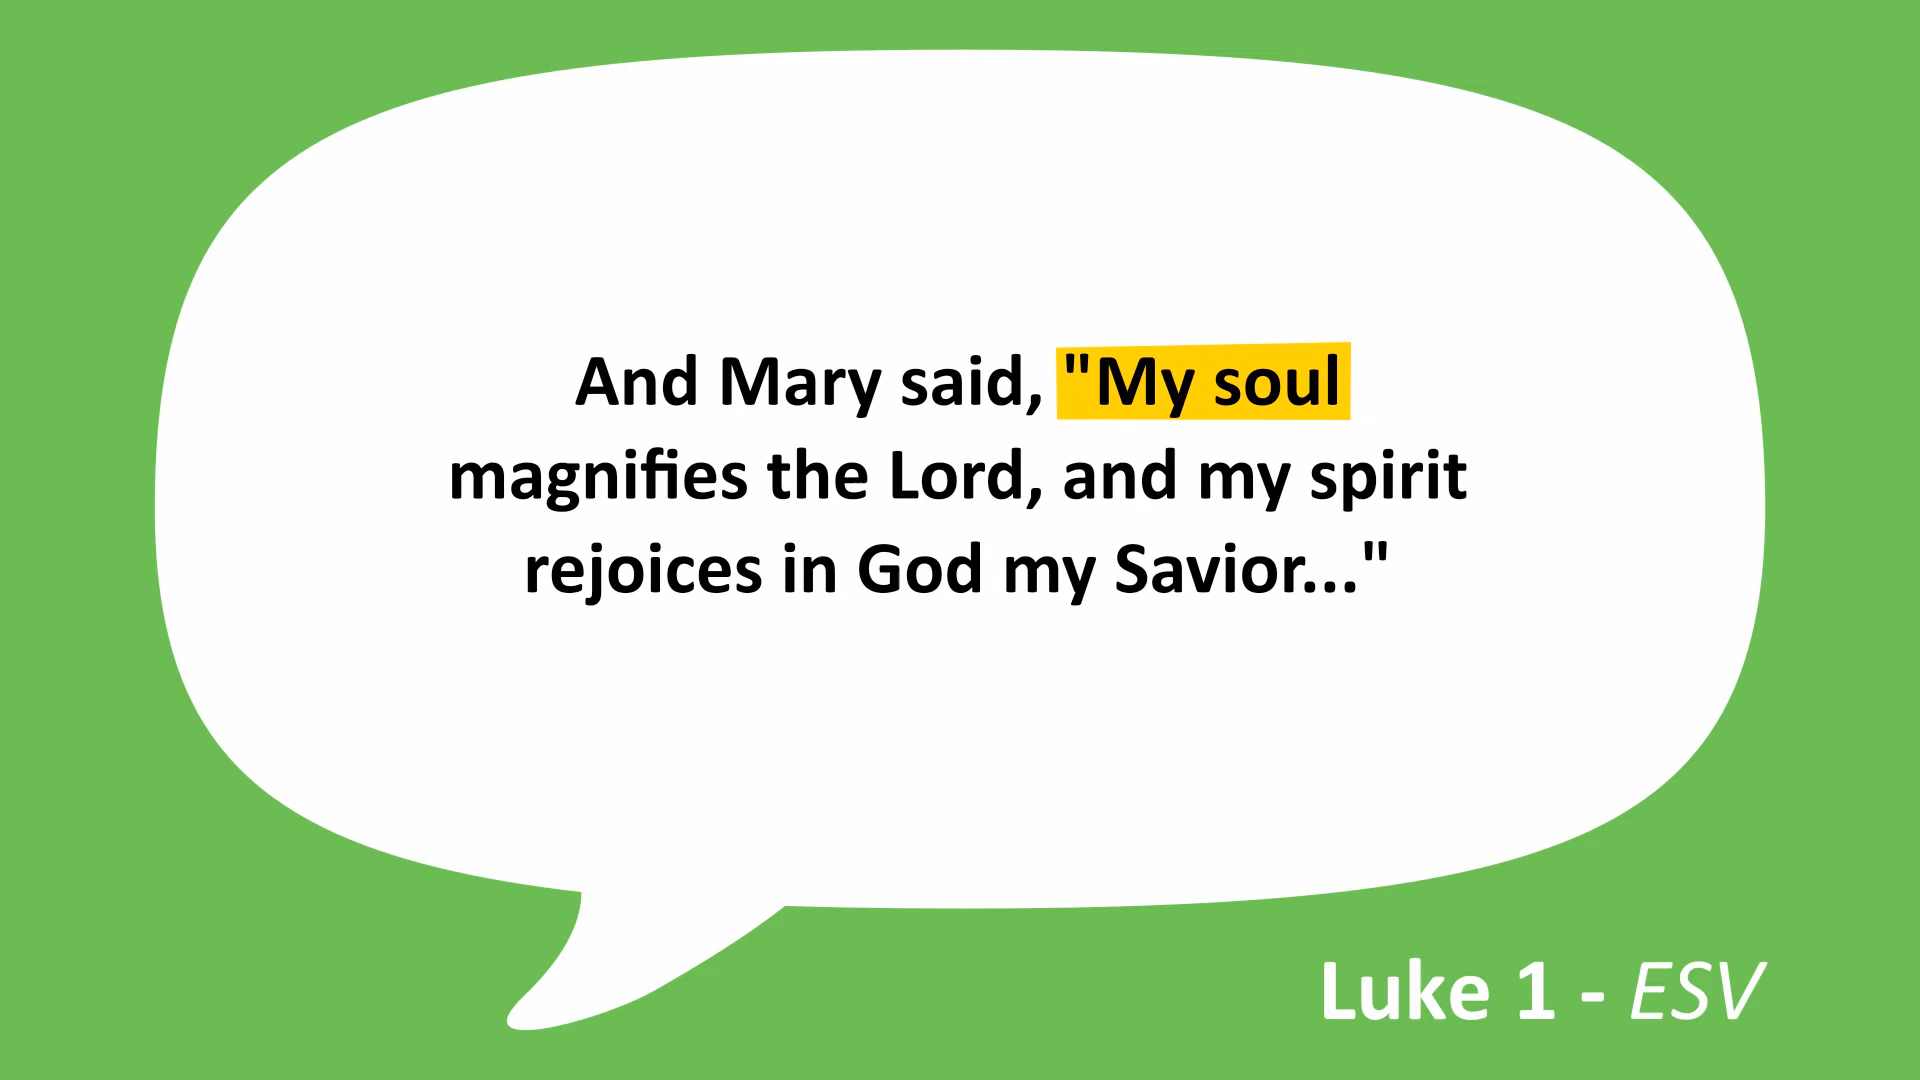 And Mary said, "My soul
magnifies the Lord, and my spirit
rejoices in God my Savior..."
Luke 1 - ESV